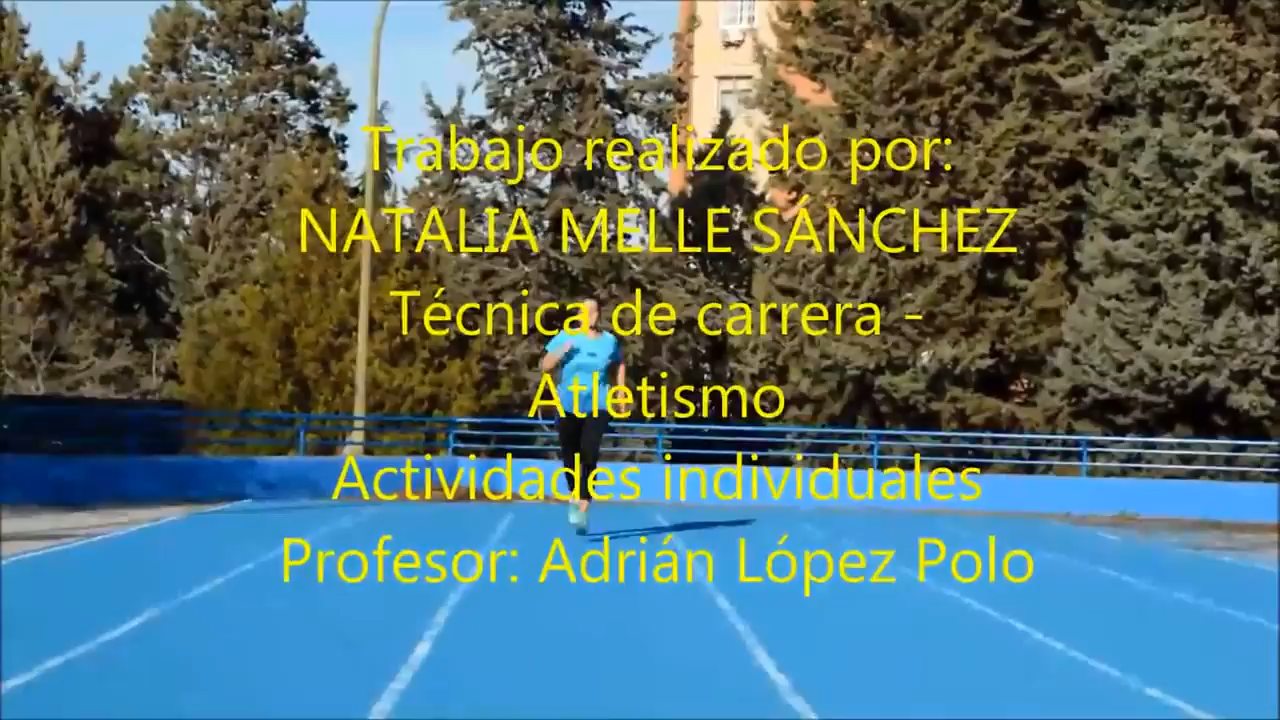 Trabajo realizado por:
NATALIA MELLE SÁNCHEZ
Técnica de carrera -
Atletismo
Actividades individuales
Profesor: Adrián López Polo